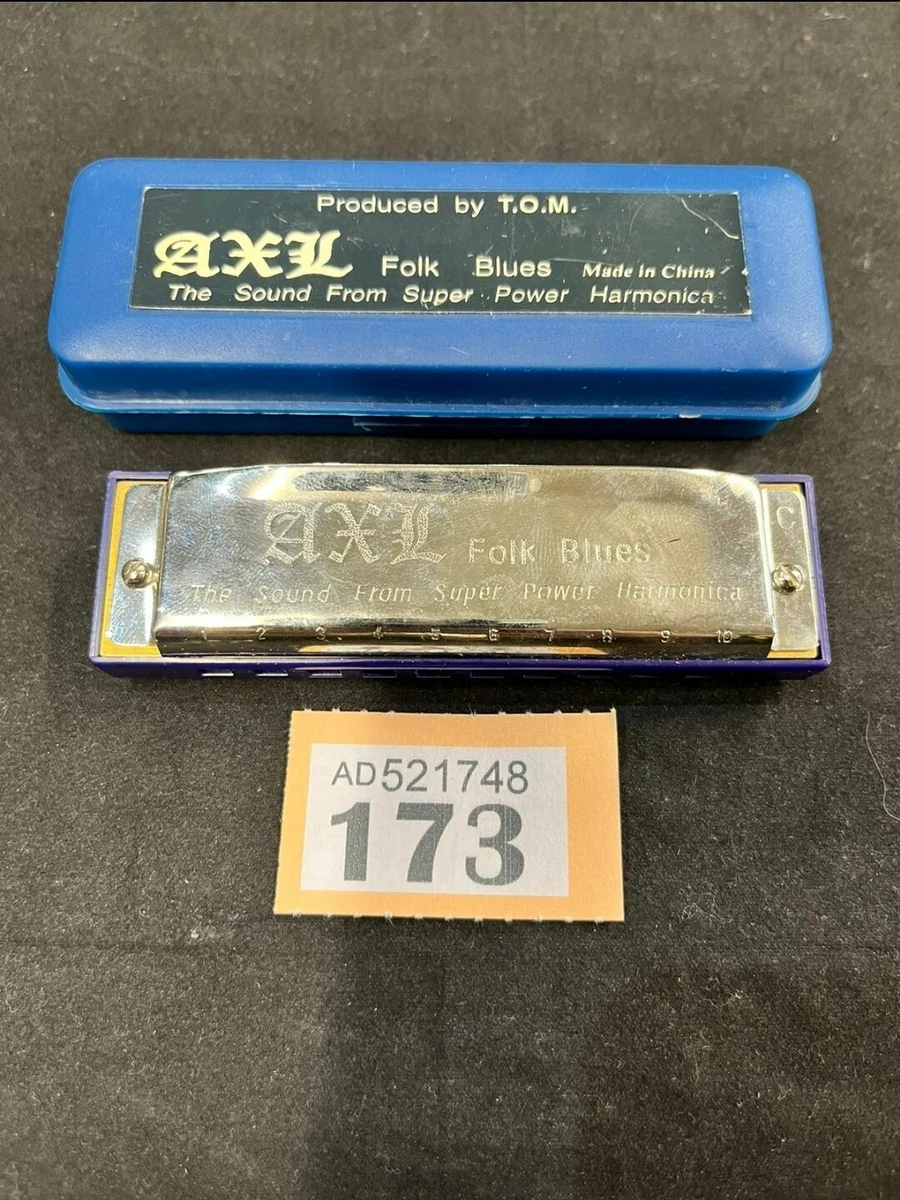 Produced by T.O.M.
AXL Folk Blues Made in China
The Sound From Super Power Harmonica
C
AXL Folk Blues
The Sound From Super Power Harmonica
1 2 3 4 5 6 7 8 9 10
AD521748
173